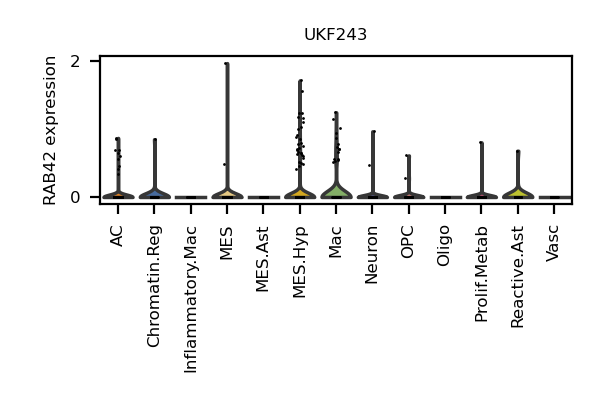 UKF243
RAB42 expression
2
0
AC
Chromatin.Reg
Inflammatory.Mac
MES
MES.Ast
MES.Hyp
Mac
Neuron
OPC
Oligo
Prolif.Metab
Reactive.Ast
Vasc